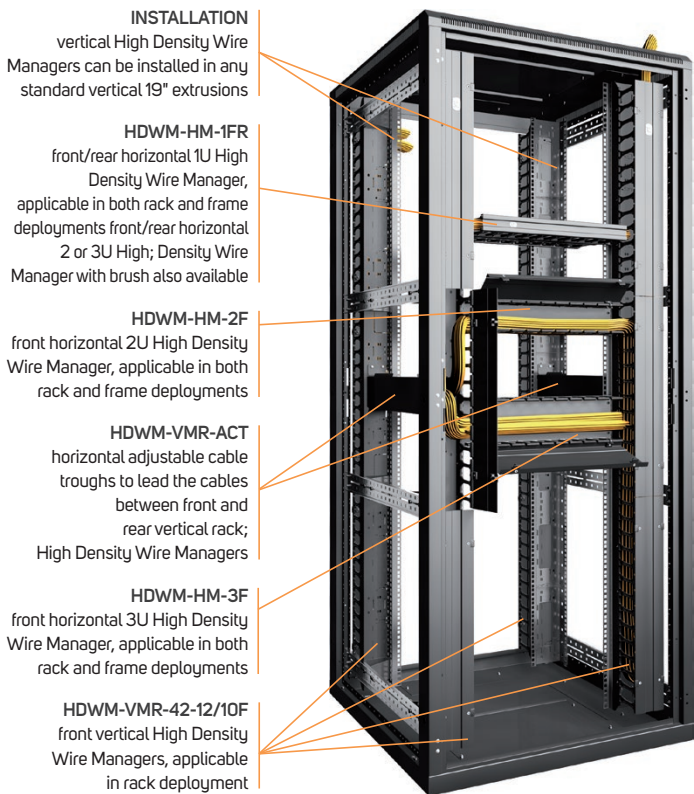 INSTALLATION
vertical High Density Wire
Managers can be installed in any
standard vertical 19" extrusions
HDWM-HM-1FR
front/rear horizontal 1U High
Density Wire Manager,
applicable in both rack and frame
deployments front/rear horizontal
2 or 3U High; Density Wire
Manager with brush also available
HDWM-HM-2F
front horizontal 2U High Density
Wire Manager, applicable in both
rack and frame deployments
HDWM-VMR-ACT
horizontal adjustable cable
troughs to lead the cables
between front and
rear vertical rack;
High Density Wire Managers
HDWM-HM-3F
front horizontal 3U High Density
Wire Manager, applicable in both
rack and frame deployments
HDWM-VMR-42-12/10F
front vertical High Density
Wire Managers, applicable
in rack deployment